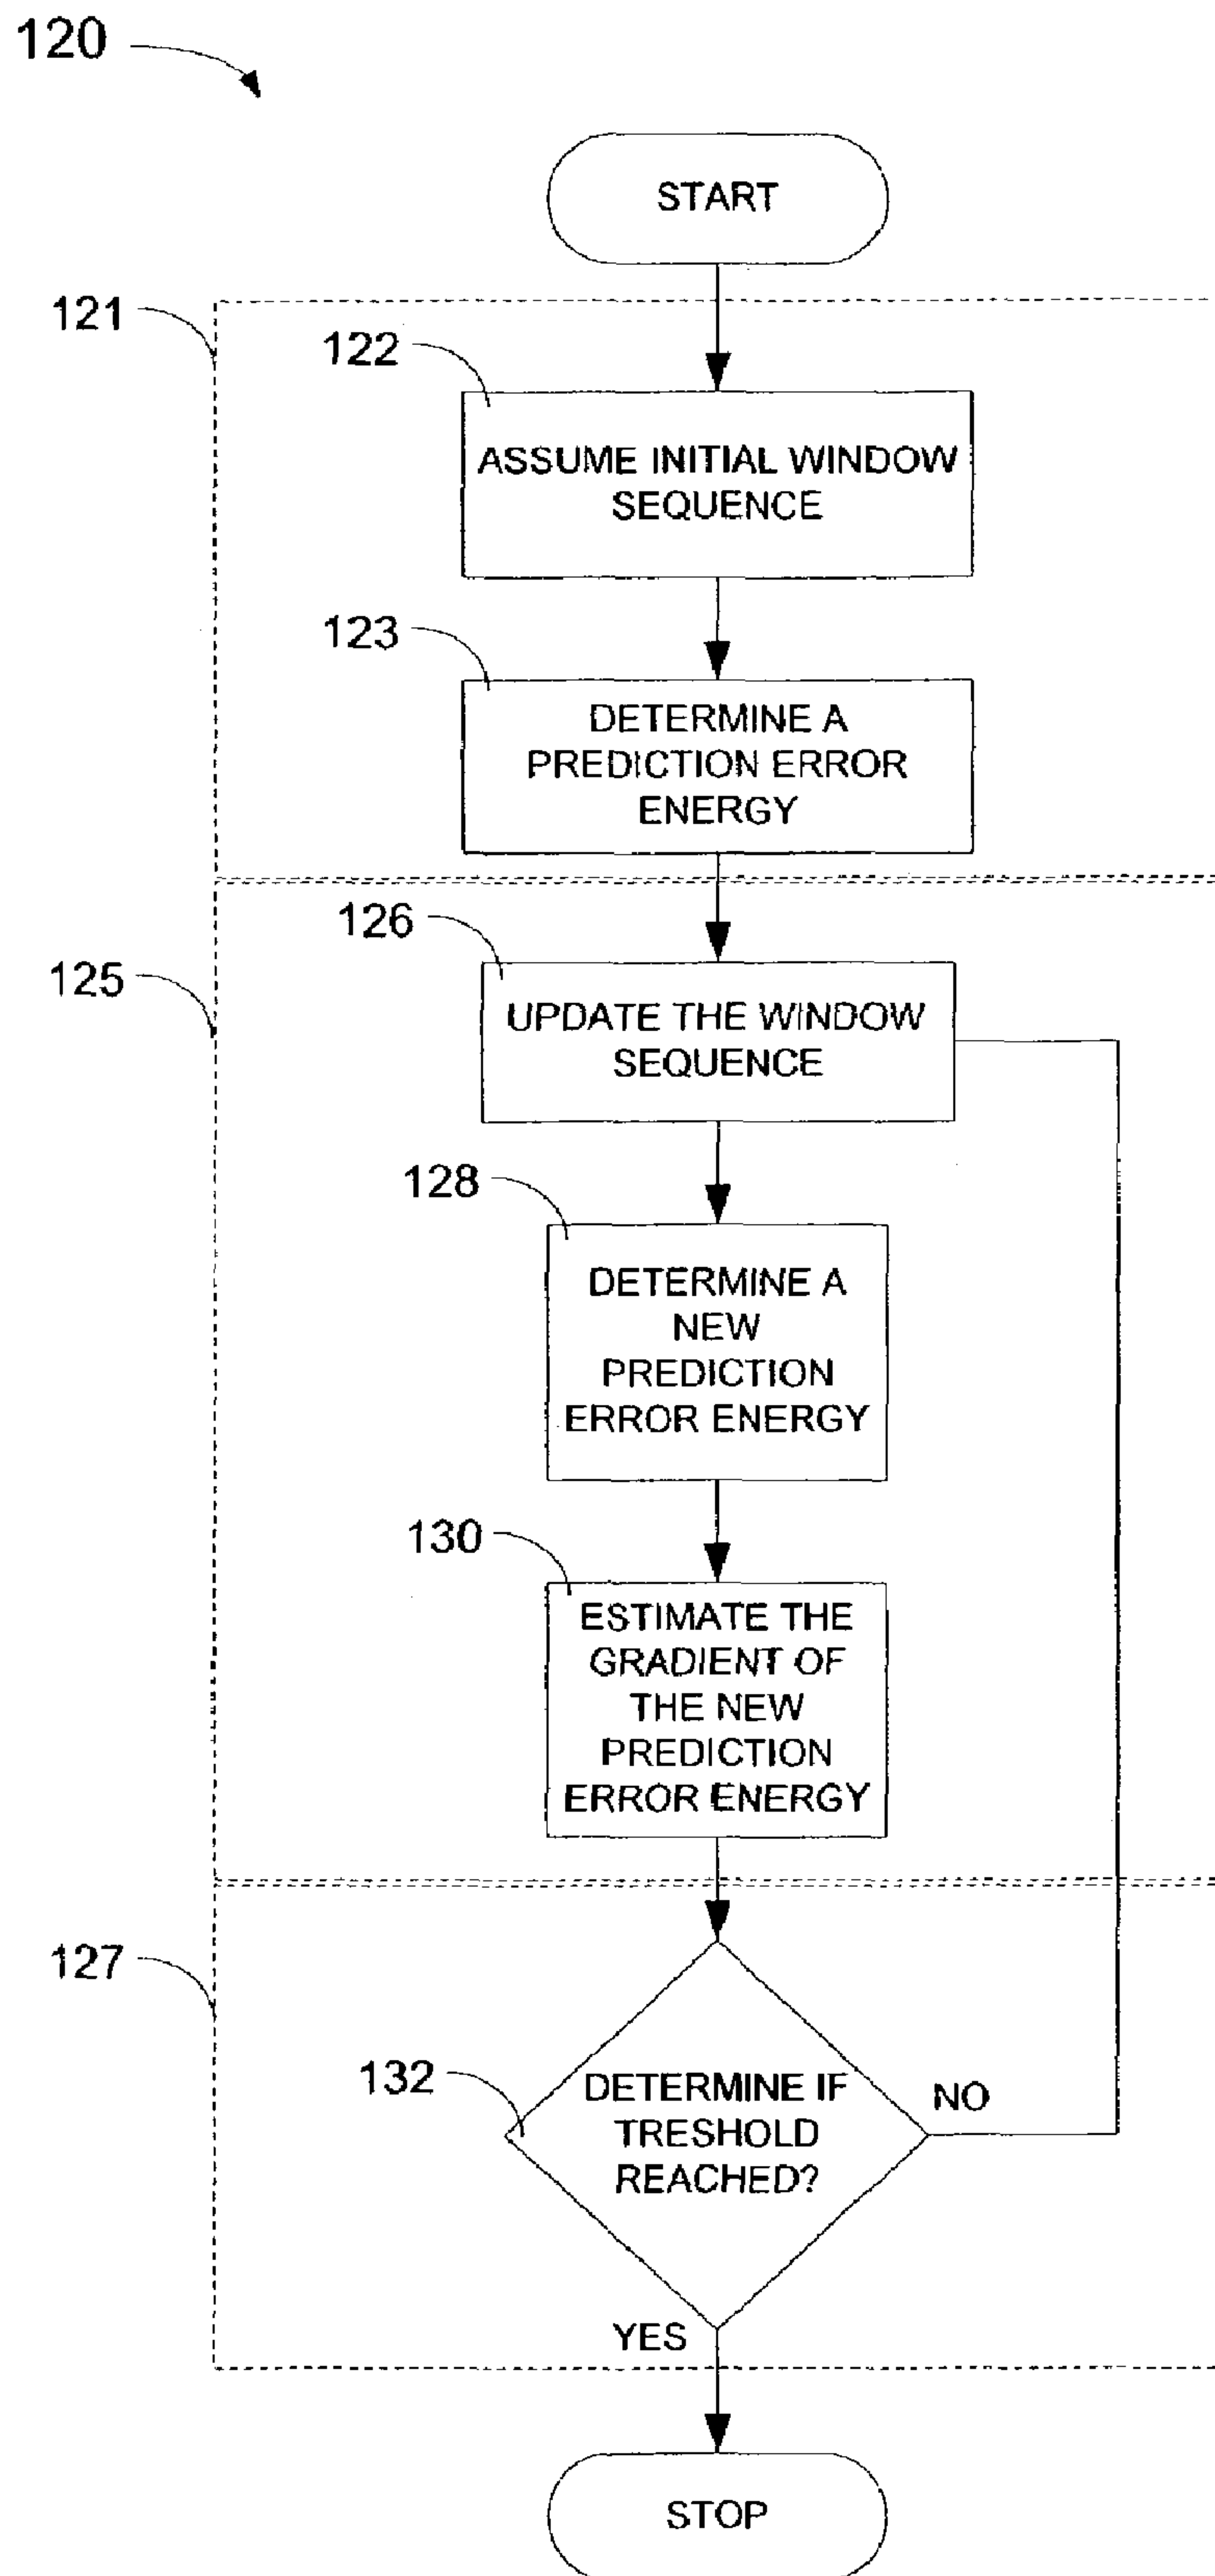 120
START
121
122
ASSUME INITIAL WINDOW
SEQUENCE
123
DETERMINE A
PREDICTION ERROR
ENERGY
125
126
UPDATE THE WINDOW
SEQUENCE
128
DETERMINE A
NEW
PREDICTION
ERROR ENERGY
130
ESTIMATE THE
GRADIENT OF
THE NEW
PREDICTION
ERROR ENERGY
127
132
DETERMINE IF
TRESHOLD
REACHED?
NO
YES
STOP